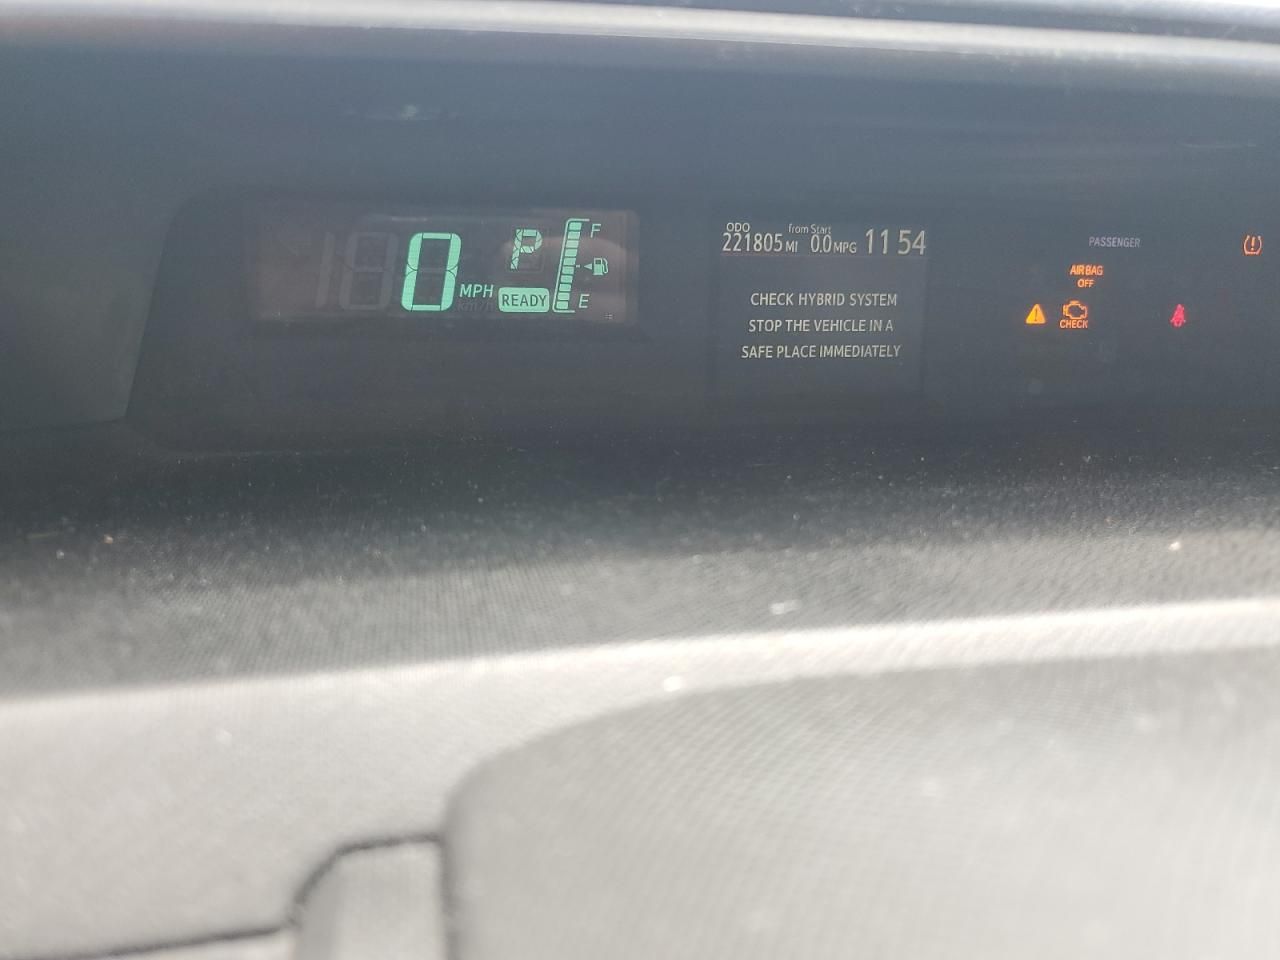 0 MPH
P
READY
F
E
ODO
221805 MI
from Start
0.0 MPG
11 54
CHECK HYBRID SYSTEM
STOP THE VEHICLE IN A
SAFE PLACE IMMEDIATELY
PASSENGER
AIR BAG
OFF
CHECK